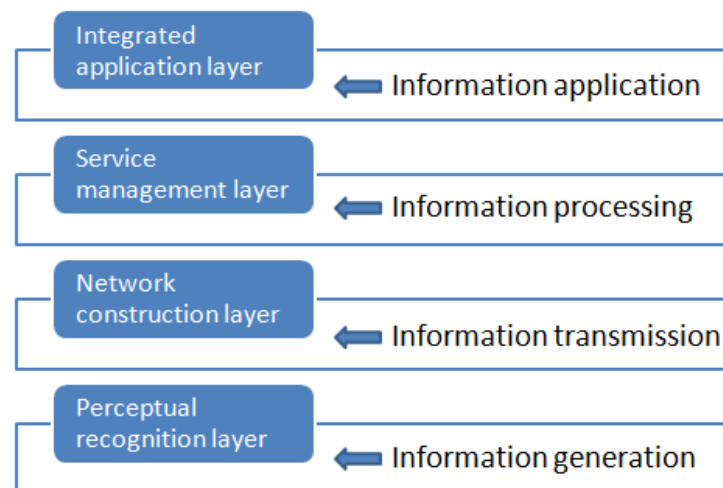 Integrated
application layer
Information application
Service
management layer
Information processing
Network
construction layer
Information transmission
Perceptual
recognition layer
Information generation